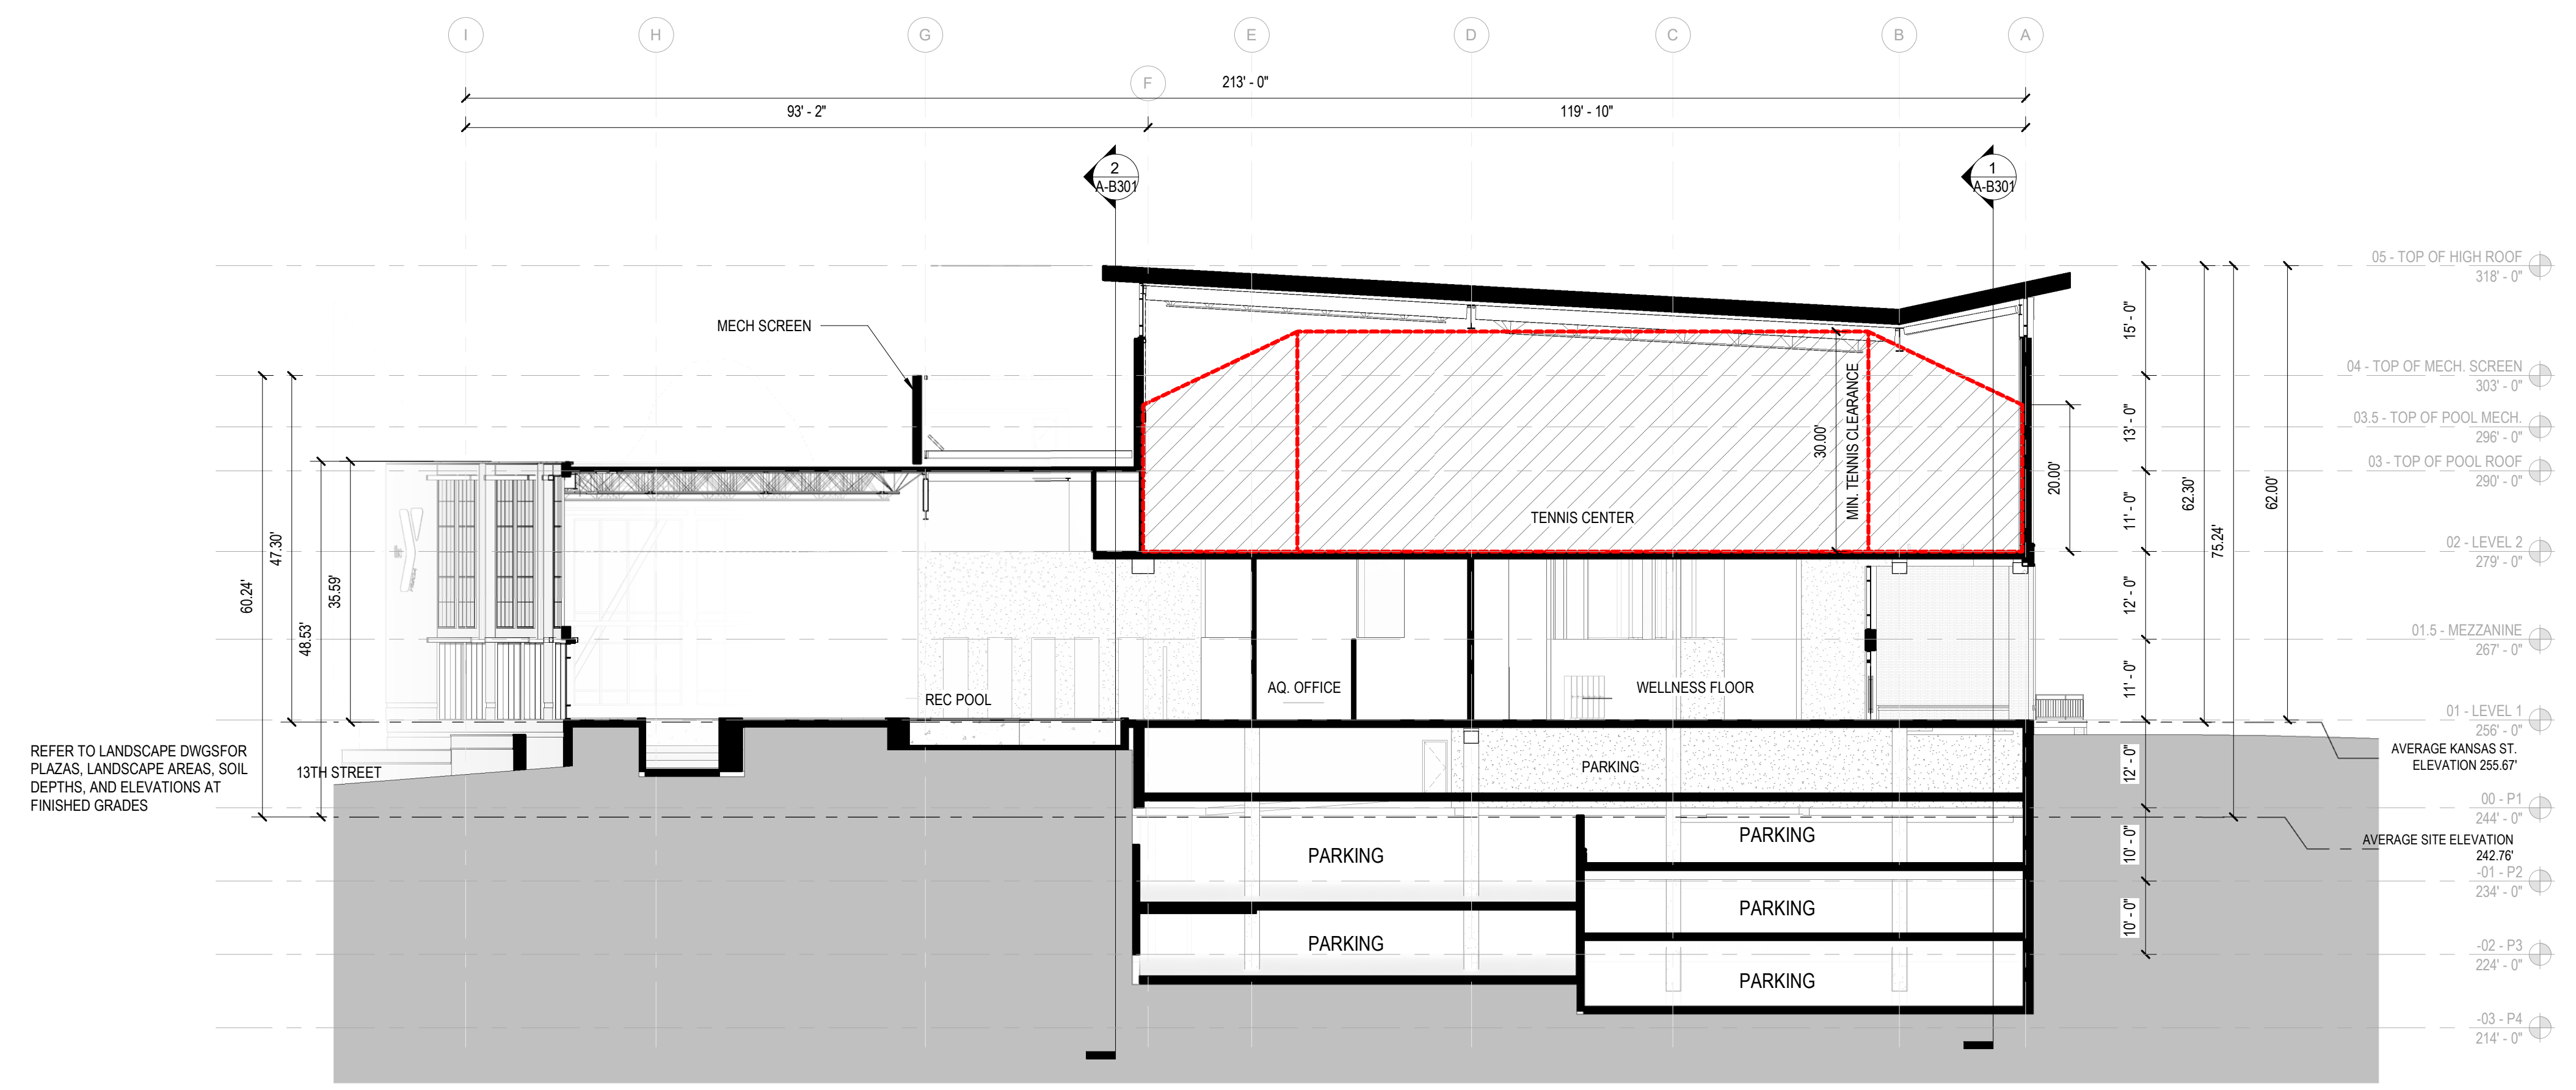 I
H
G
F
E
D
C
B
A
213' - 0"
93' - 2"
119' - 10"
2
A-B301
1
A-B301
05 - TOP OF HIGH ROOF
318' - 0"
MECH SCREEN
04 - TOP OF MECH. SCREEN
303' - 0"
03.5 - TOP OF POOL MECH.
296' - 0"
03 - TOP OF POOL ROOF
290' - 0"
02 - LEVEL 2
279' - 0"
01.5 - MEZZANINE
267' - 0"
01 - LEVEL 1
256' - 0"
AVERAGE KANSAS ST.
ELEVATION 255.67'
00 - P1
244' - 0"
AVERAGE SITE ELEVATION
242.76'
-01 - P2
234' - 0"
-02 - P3
224' - 0"
-03 - P4
214' - 0"
15' - 0"
13' - 0"
11' - 0"
12' - 0"
11' - 0"
12' - 0"
10' - 0"
10' - 0"
62.30'
75.24'
62.00'
20.00'
30.00'
MIN. TENNIS CLEARANCE
TENNIS CENTER
60.24'
47.30'
48.53'
35.59'
REC POOL
AQ. OFFICE
WELLNESS FLOOR
REFER TO LANDSCAPE DWGSFOR
PLAZAS, LANDSCAPE AREAS, SOIL
DEPTHS, AND ELEVATIONS AT
FINISHED GRADES
13TH STREET
PARKING
PARKING
PARKING
PARKING
PARKING
PARKING